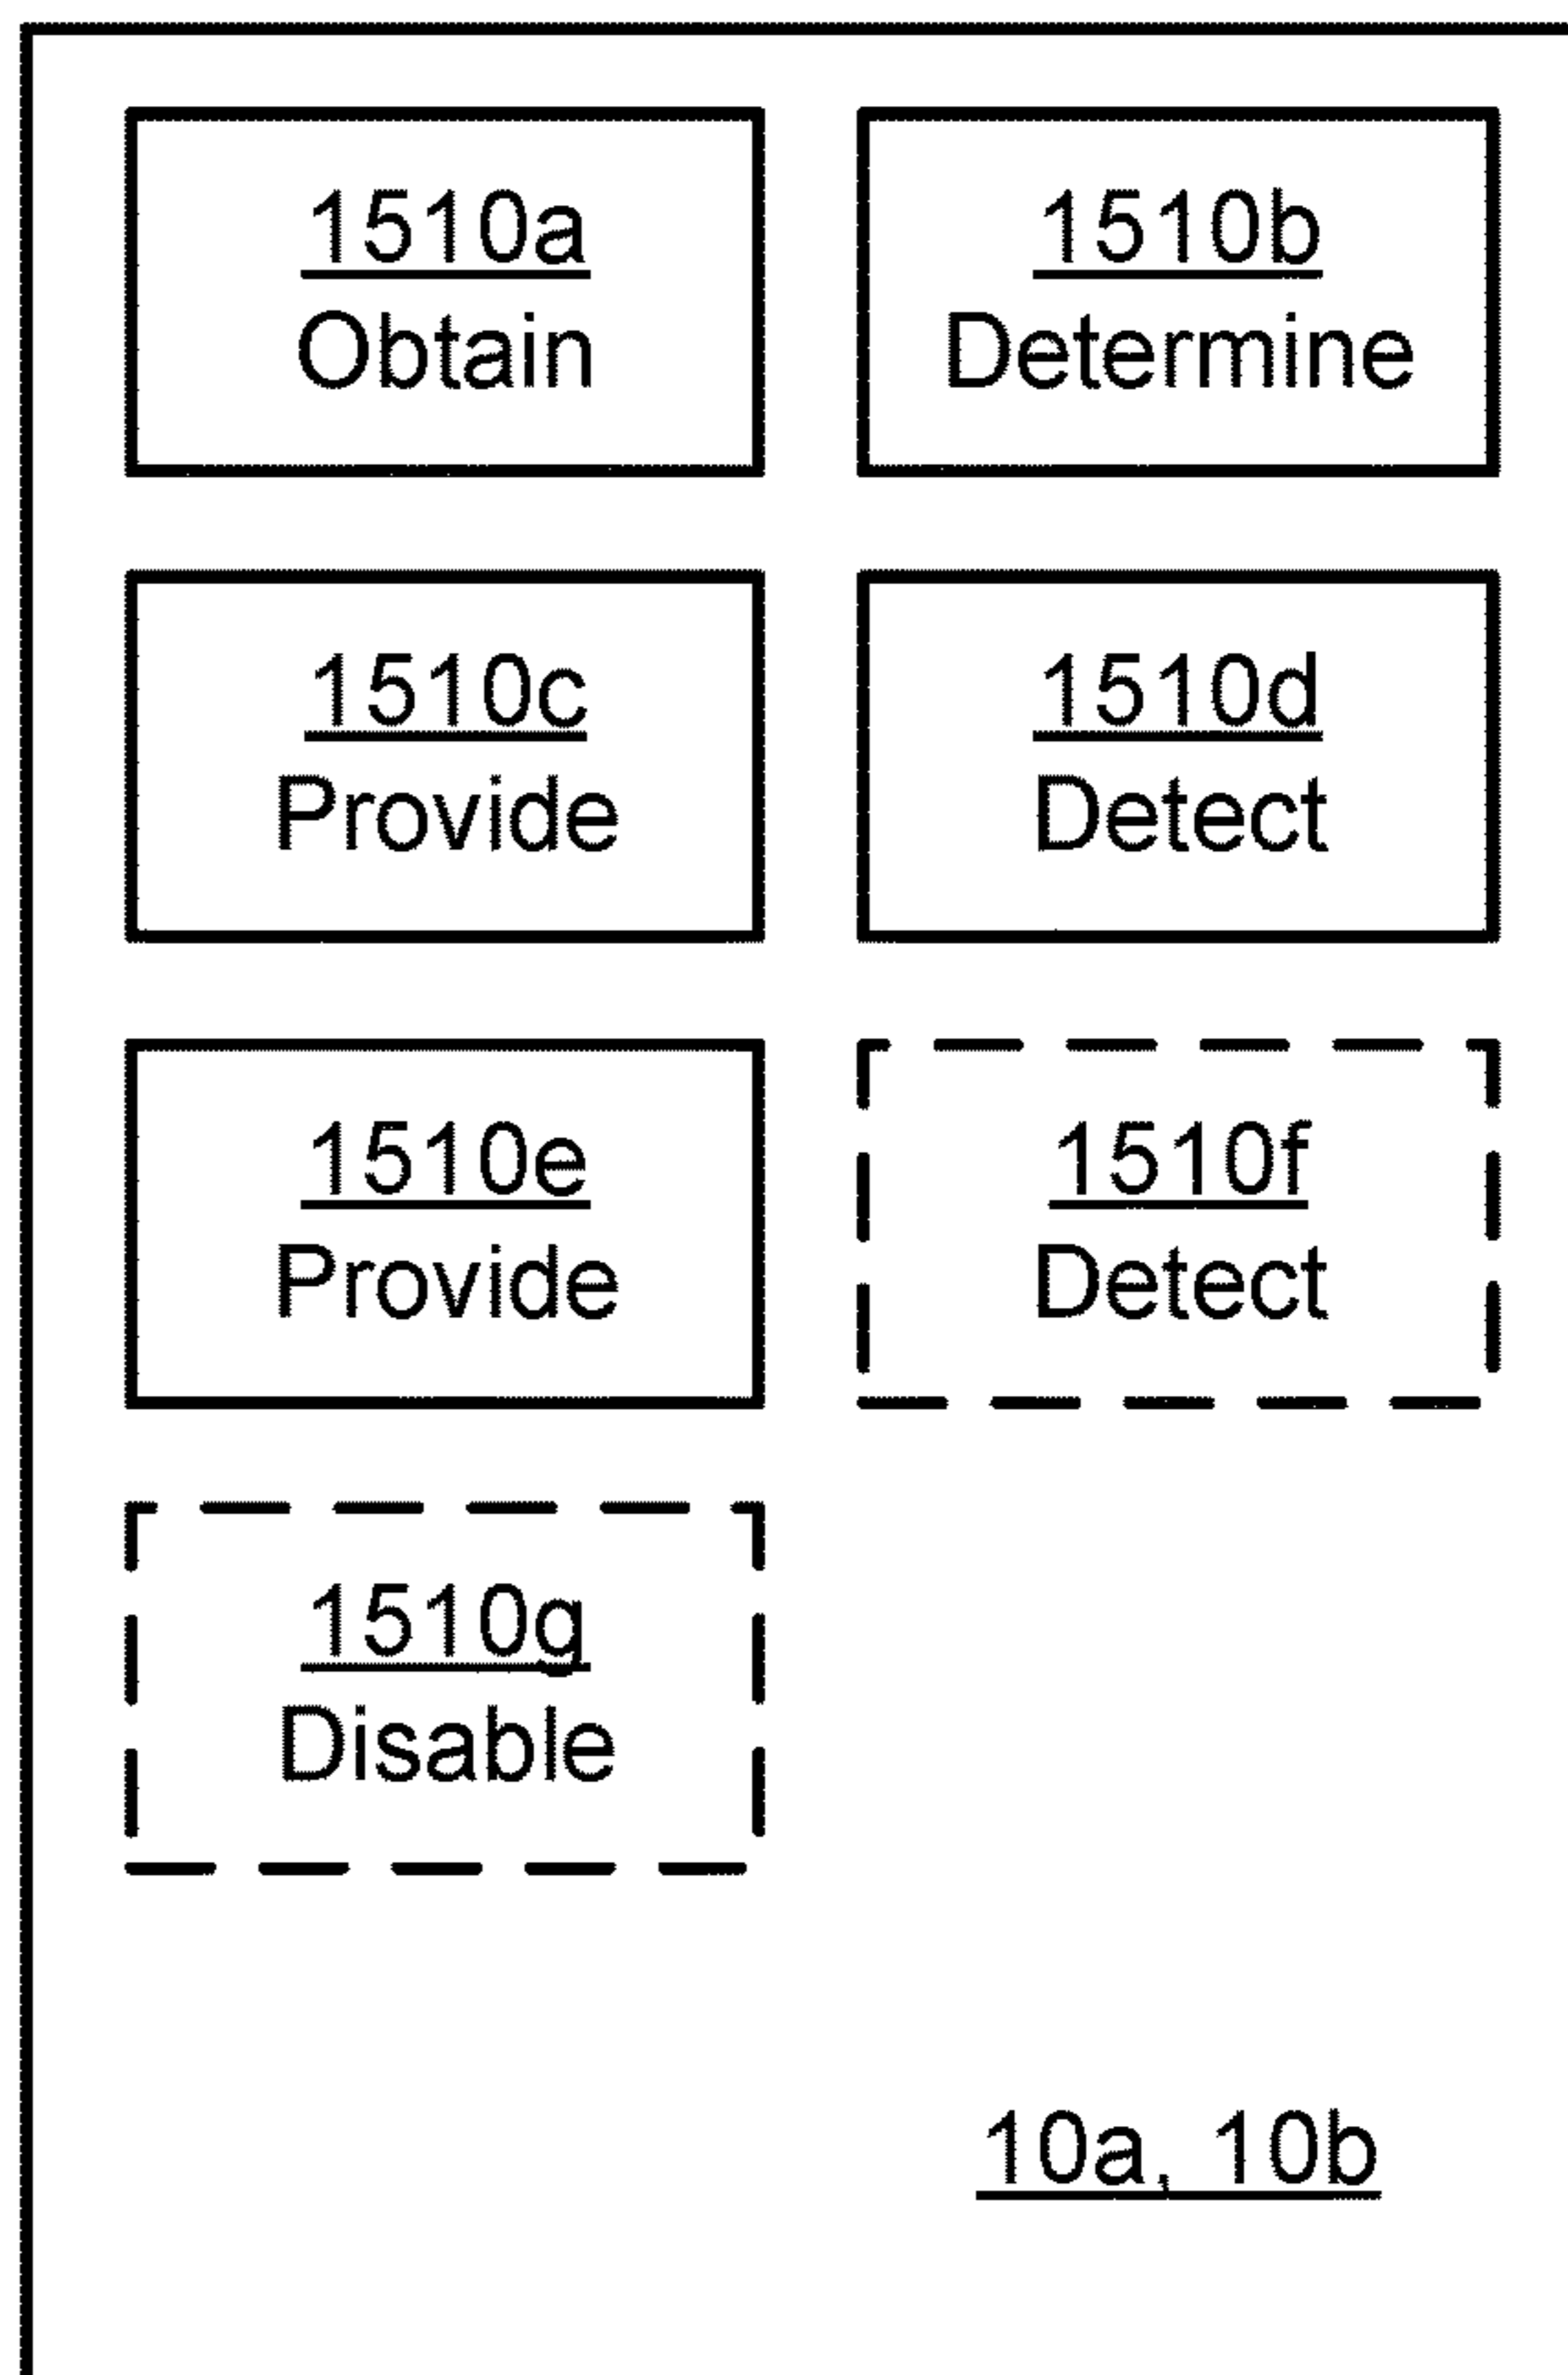 1510a
Obtain
1510b
Determine
1510c
Provide
1510d
Detect
1510e
Provide
1510f
Detect
1510g
Disable
10a, 10b